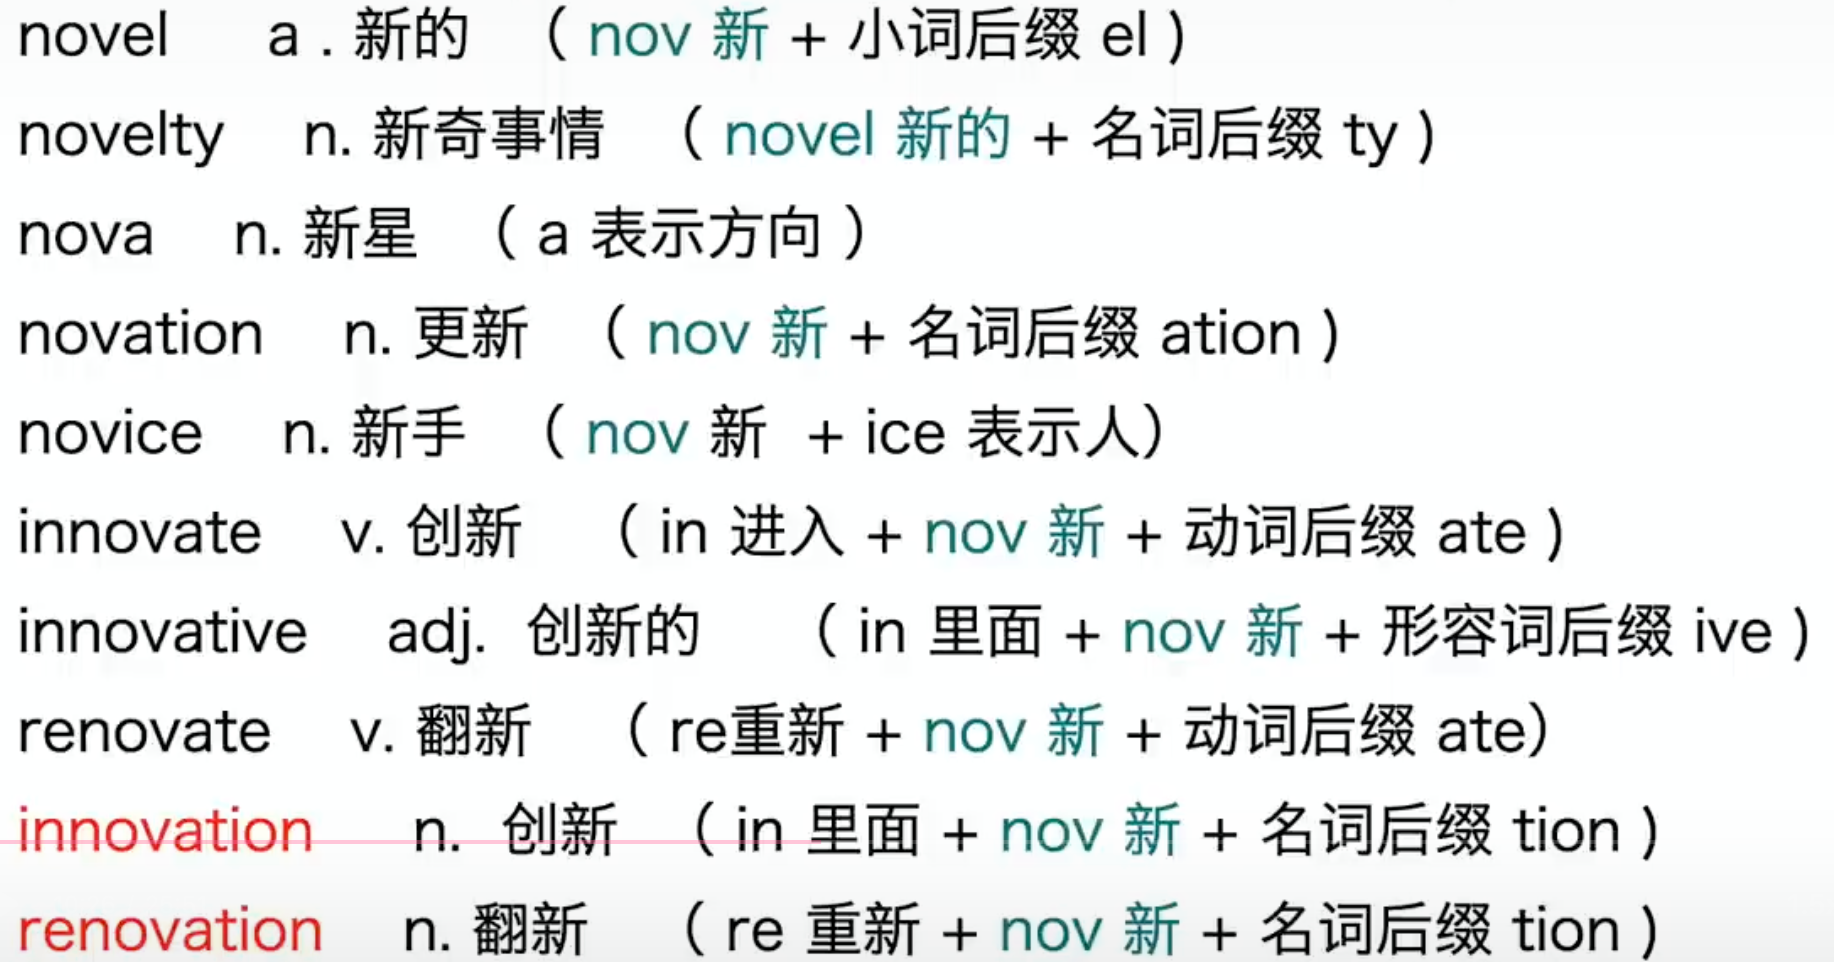 novel a . 新的 （ nov 新 + 小词后缀 el ）
novelty n. 新奇事情 （ novel 新的 + 名词后缀 ty ）
nova n. 新星 （ a 表示方向 ）
novation n. 更新 （ nov 新 + 名词后缀 ation ）
novice n. 新手 （ nov 新 + ice 表示人）
innovate v. 创新 （ in 进入 + nov 新 + 动词后缀 ate ）
innovative adj. 创新的 （ in 里面 + nov 新 + 形容词后缀 ive ）
renovate v. 翻新 （ re重新 + nov 新 + 动词后缀 ate）
innovation n. 创新 （ in 里面 + nov 新 + 名词后缀 tion ）
renovation n. 翻新 （ re 重新 + nov 新 + 名词后缀 tion ）